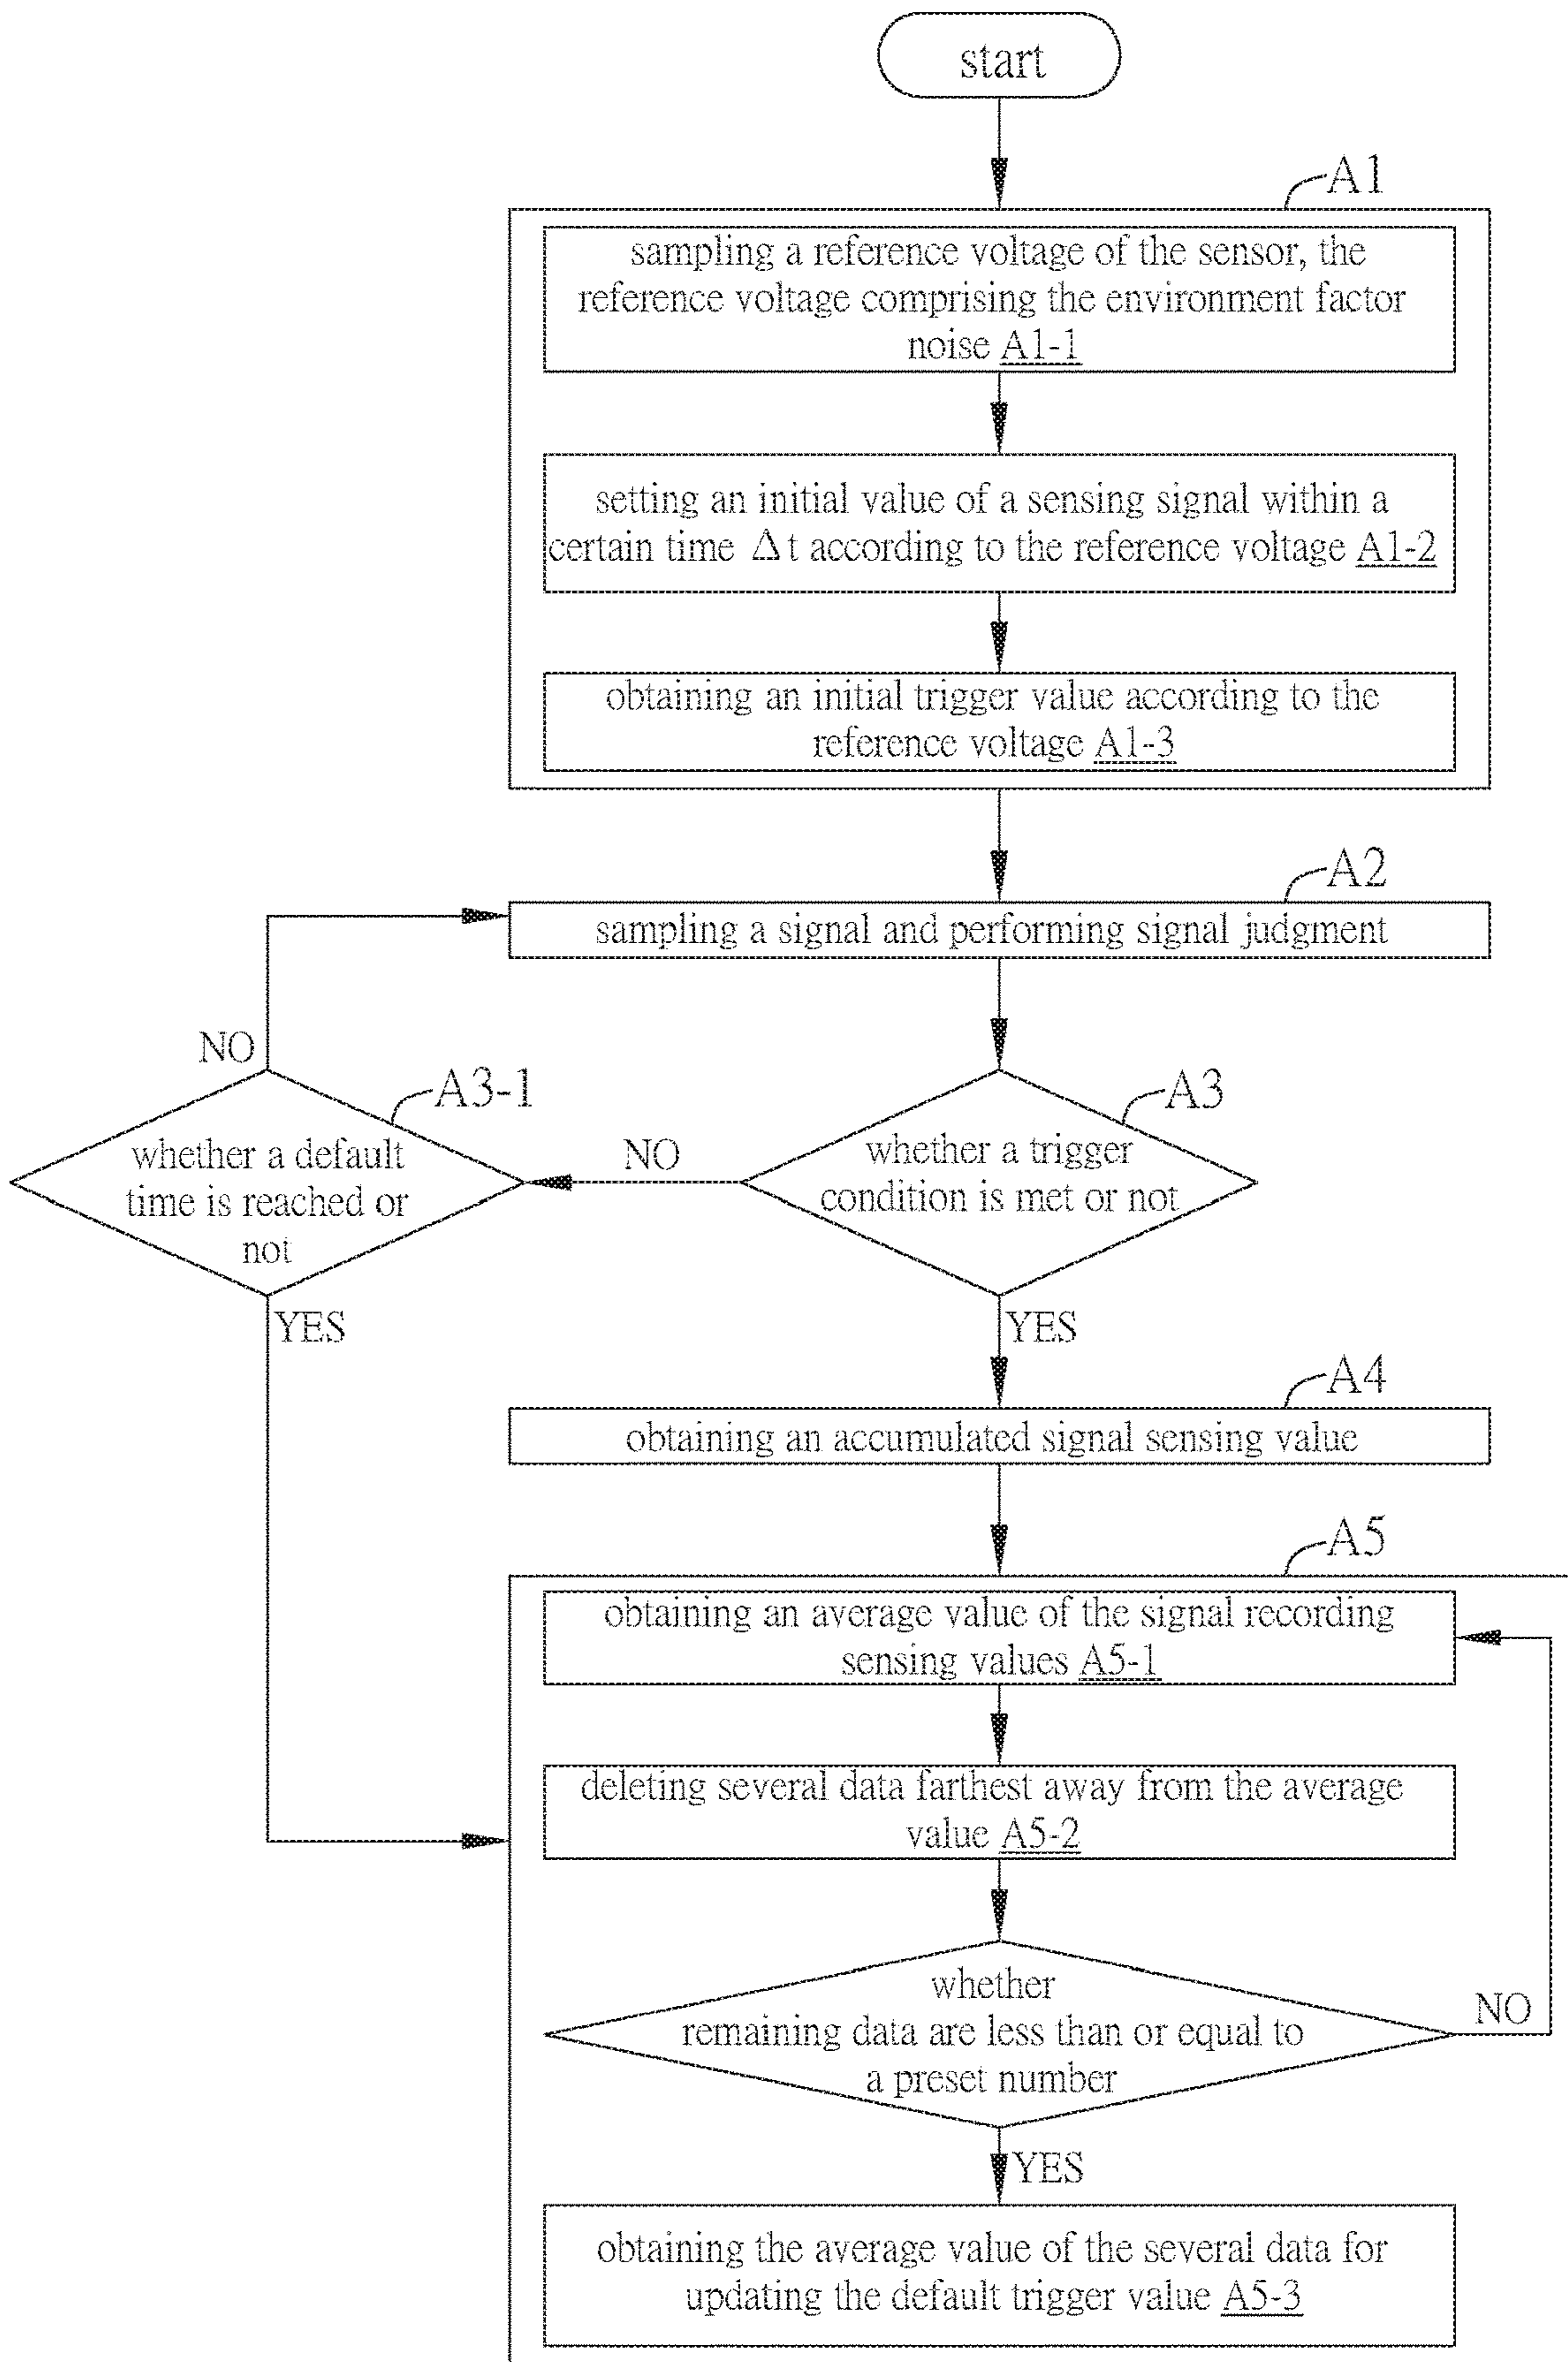 start
A1
sampling a reference voltage of the sensor, the
reference voltage comprising the environment factor
noise A1-1
setting an initial value of a sensing signal within a
certain time Δt according to the reference voltage A1-2
obtaining an initial trigger value according to the
reference voltage A1-3
A2
sampling a signal and performing signal judgment
NO
A3-1
whether a default
time is reached or
not
NO
A3
whether a trigger
condition is met or not
YES
YES
A4
obtaining an accumulated signal sensing value
A5
obtaining an average value of the signal recording
sensing values A5-1
deleting several data farthest away from the average
value A5-2
whether
remaining data are less than or equal to
a preset number
NO
YES
obtaining the average value of the several data for
updating the default trigger value A5-3